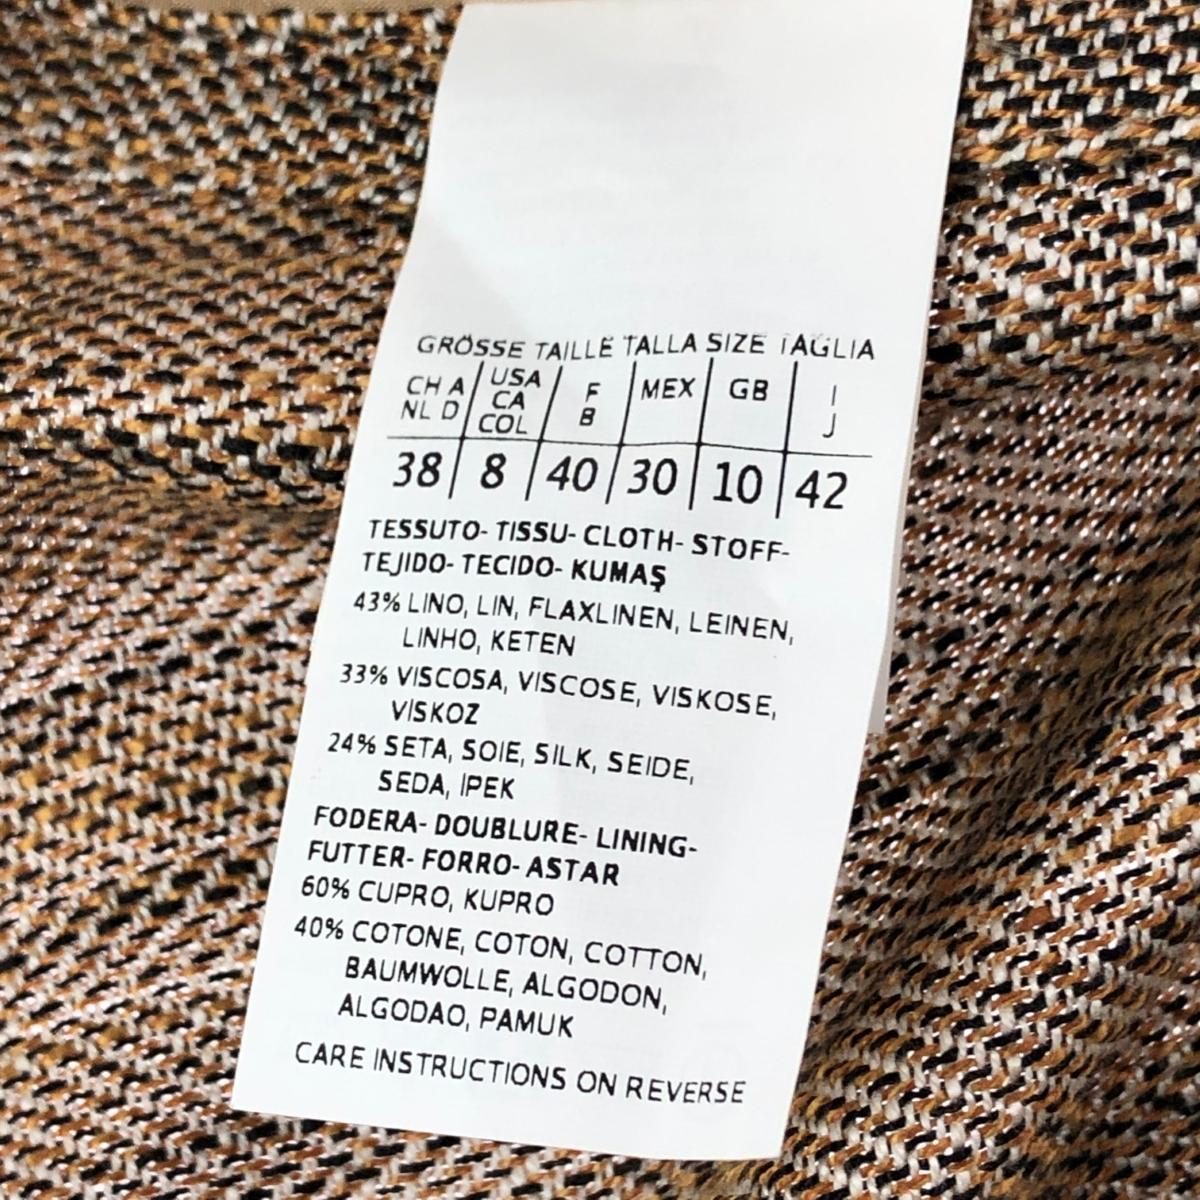 GRÖSSE TAILLE TALLA SIZE TAGLIA
CH A NL D | USA CA COL | F B | MEX | GB | I J
38 | 8 | 40 | 30 | 10 | 42
TESSUTO- TISSU- CLOTH- STOFF-
TEJIDO- TECIDO- KUMAŞ
43% LINO, LIN, FLAXLINEN, LEINEN,
LINHO, KETEN
33% VISCOSA, VISCOSE, VISKOSE,
VİSKOZ
24% SETA, SOIE, SILK, SEIDE,
SEDA, İPEK
FODERA- DOUBLURE- LINING-
FUTTER- FORRO- ASTAR
60% CUPRO, KUPRO
40% COTONE, COTON, COTTON,
BAUMWOLLE, ALGODON,
ALGODAO, PAMUK
CARE INSTRUCTIONS ON REVERSE